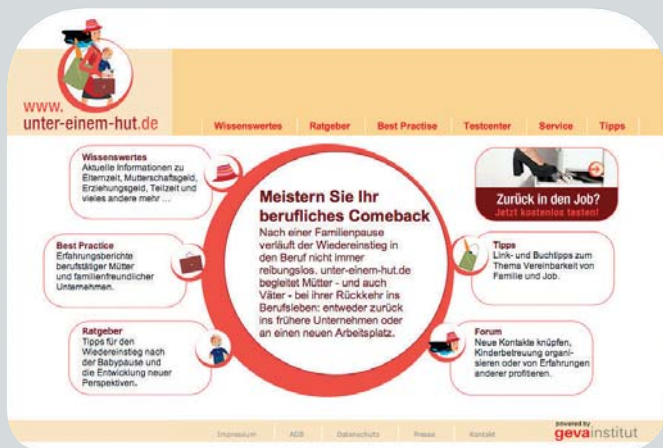 www.
unter-einem-hut.de
Wissenswertes Ratgeber Best Practise Testcenter Service Tipps
Wissenswertes
Aktuelle Informationen zu
Elternzeit, Mutterschaftsgeld,
Erziehungsgeld, Teilzeit und
vieles andere mehr ...
Best Practice
Erfahrungsberichte
berufstätiger Mütter
und familienfreundlicher
Unternehmen.
Ratgeber
Tipps für den
Wiedereinstieg nach
der Babypause und
die Entwicklung neuer
Perspektiven.
Meistern Sie Ihr
berufliches Comeback
Nach einer Familienpause
verläuft der Wiedereinstieg in
den Beruf nicht immer
reibungslos. unter-einem-hut.de
begleitet Mütter - und auch
Väter - bei ihrer Rückkehr ins
Berufsleben: entweder zurück
ins frühere Unternehmen oder
an einen neuen Arbeitsplatz.
Zurück in den Job?
Jetzt kostenlos testen!
Tipps
Link- und Buchtipps zum
Thema Vereinbarkeit von
Familie und Job.
Forum
Neue Kontakte knüpfen,
Kinderbetreuung organi-
sieren oder von Erfahrungen
anderer profitieren.
Impressum AGB Datenschutz Presse Kontakt
powered by
gevainstitut